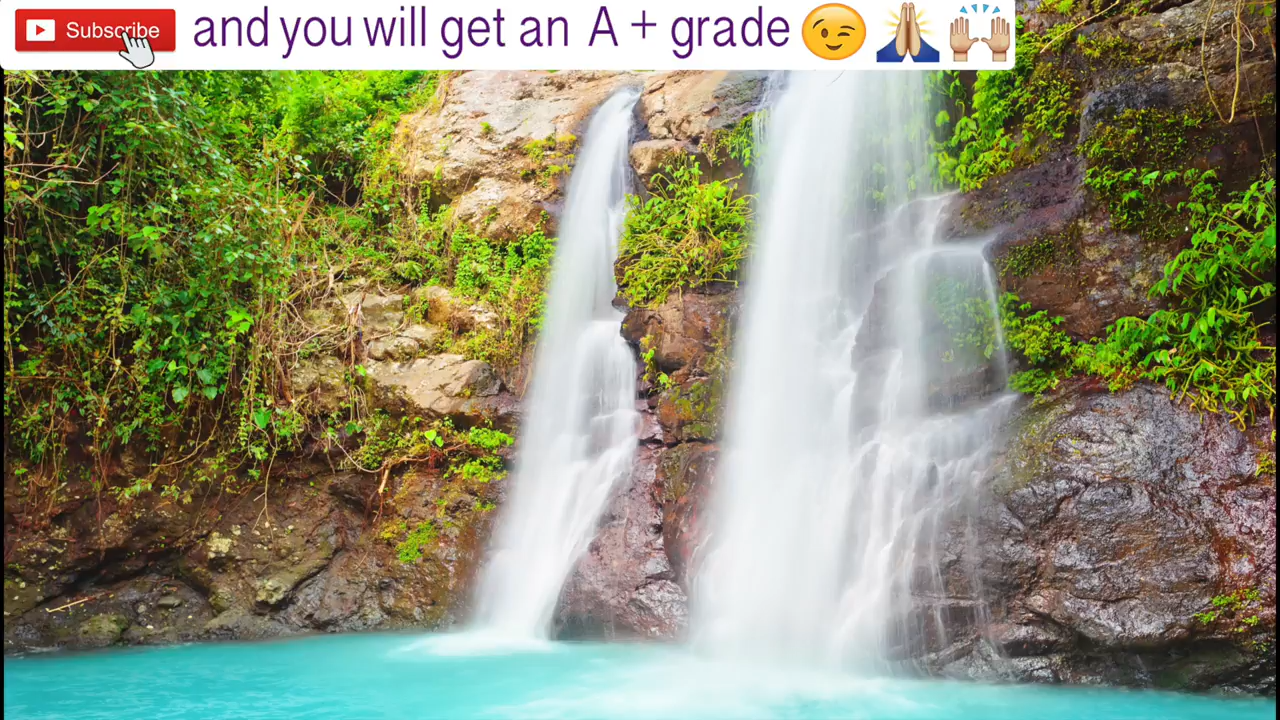 Subscribe and you will get an A + grade 😉 🙏 🙌